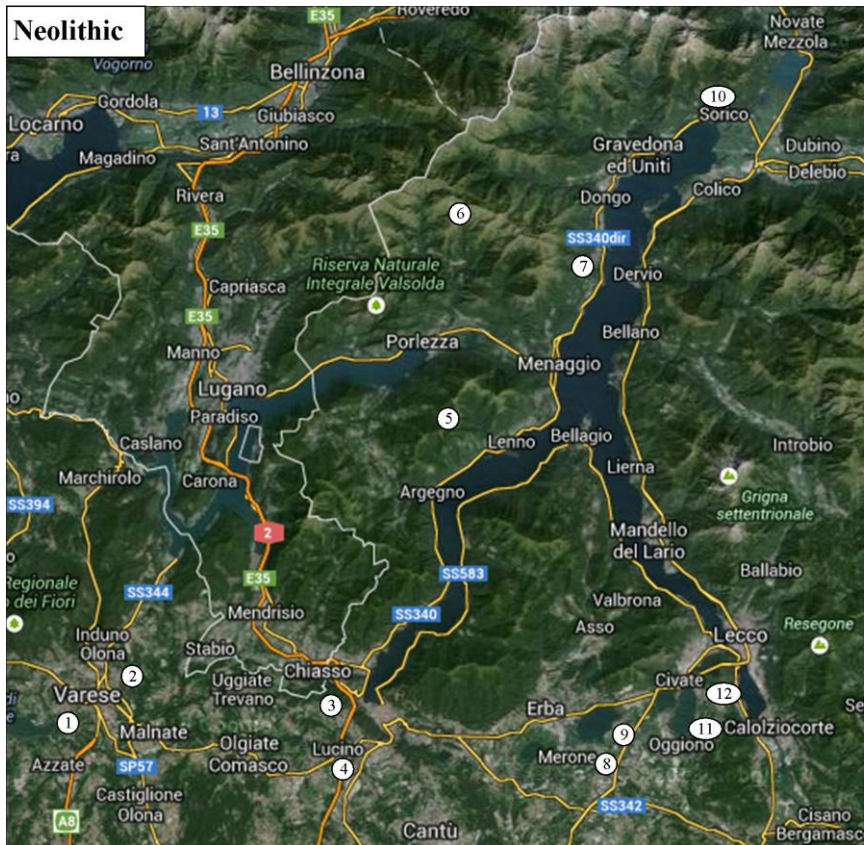 Neolithic
E35
Roveredo
Novate
Mezzola
Vogorno
Bellinzona
Gordola
13
Giubiasco
10
Locarno
Sorico
Sant'Antonino
Gravedona
ed Uniti
Dubino
Magadino
Delebio
Colico
Rivera
Dongo
6
E35
SS340dir
7
Riserva Naturale
Integrale Valsolda
Dervio
Capriasca
E35
Bellano
Porlezza
Manno
Menaggio
Lugano
Paradiso
5
Caslano
Lenno
Bellagio
Introbio
Marchirolo
Lierna
Carona
Argegno
Grigna
settentrionale
SS394
2
Mandello
del Lario
E35
SS583
Ballabio
Regionale
o dei Fiori
SS344
Mendrisio
Valbrona
SS340
Asso
Induno
Olona
Stabio
Lecco
Resegone
Chiasso
2
Varese
Uggiate
Trevano
Civate
12
3
Erba
1
Malnate
11
Calolziocorte
9
Oggiono
Olgiate
Comasco
Lucino
Merone
8
Azzate
SP57
4
Castiglione
Olona
SS342
A8
Cantù
Cisano
Bergamasc